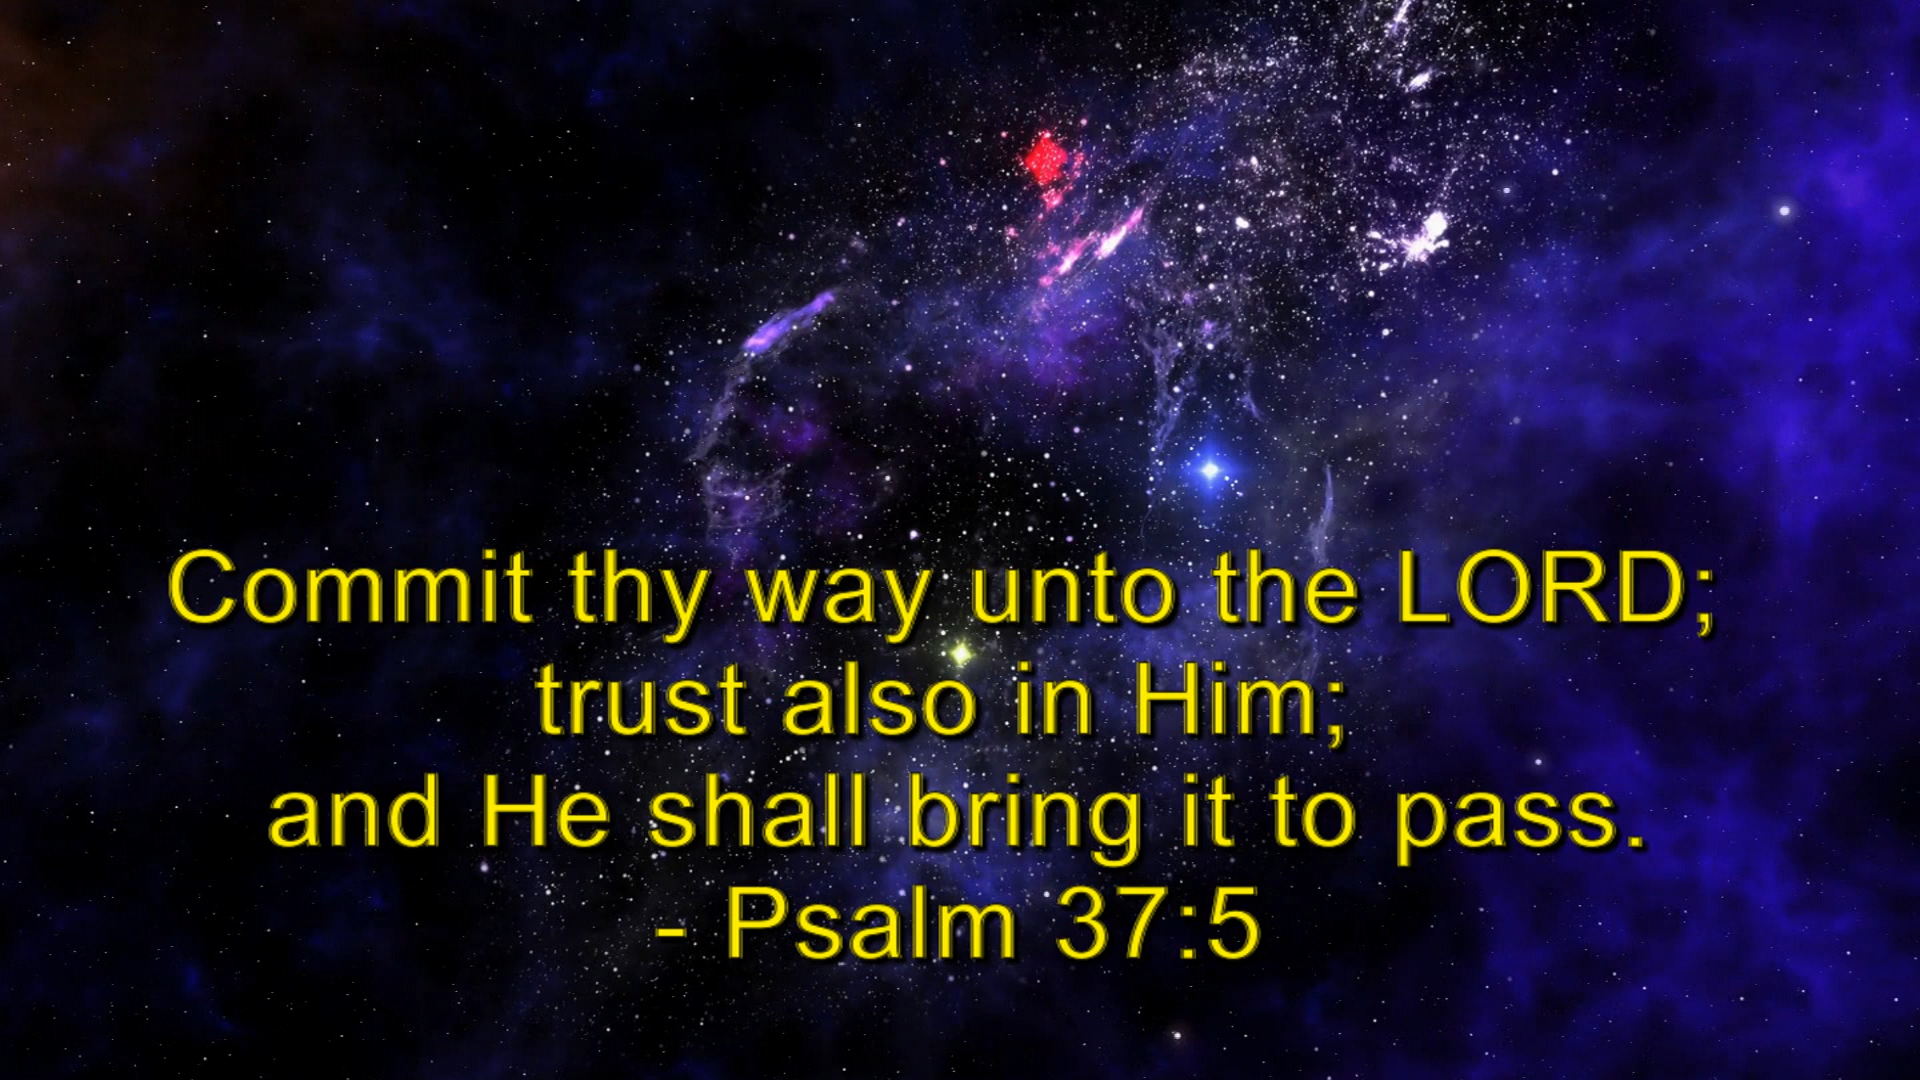 Commit thy way unto the LORD;
trust also in Him;
and He shall bring it to pass.
- Psalm 37:5